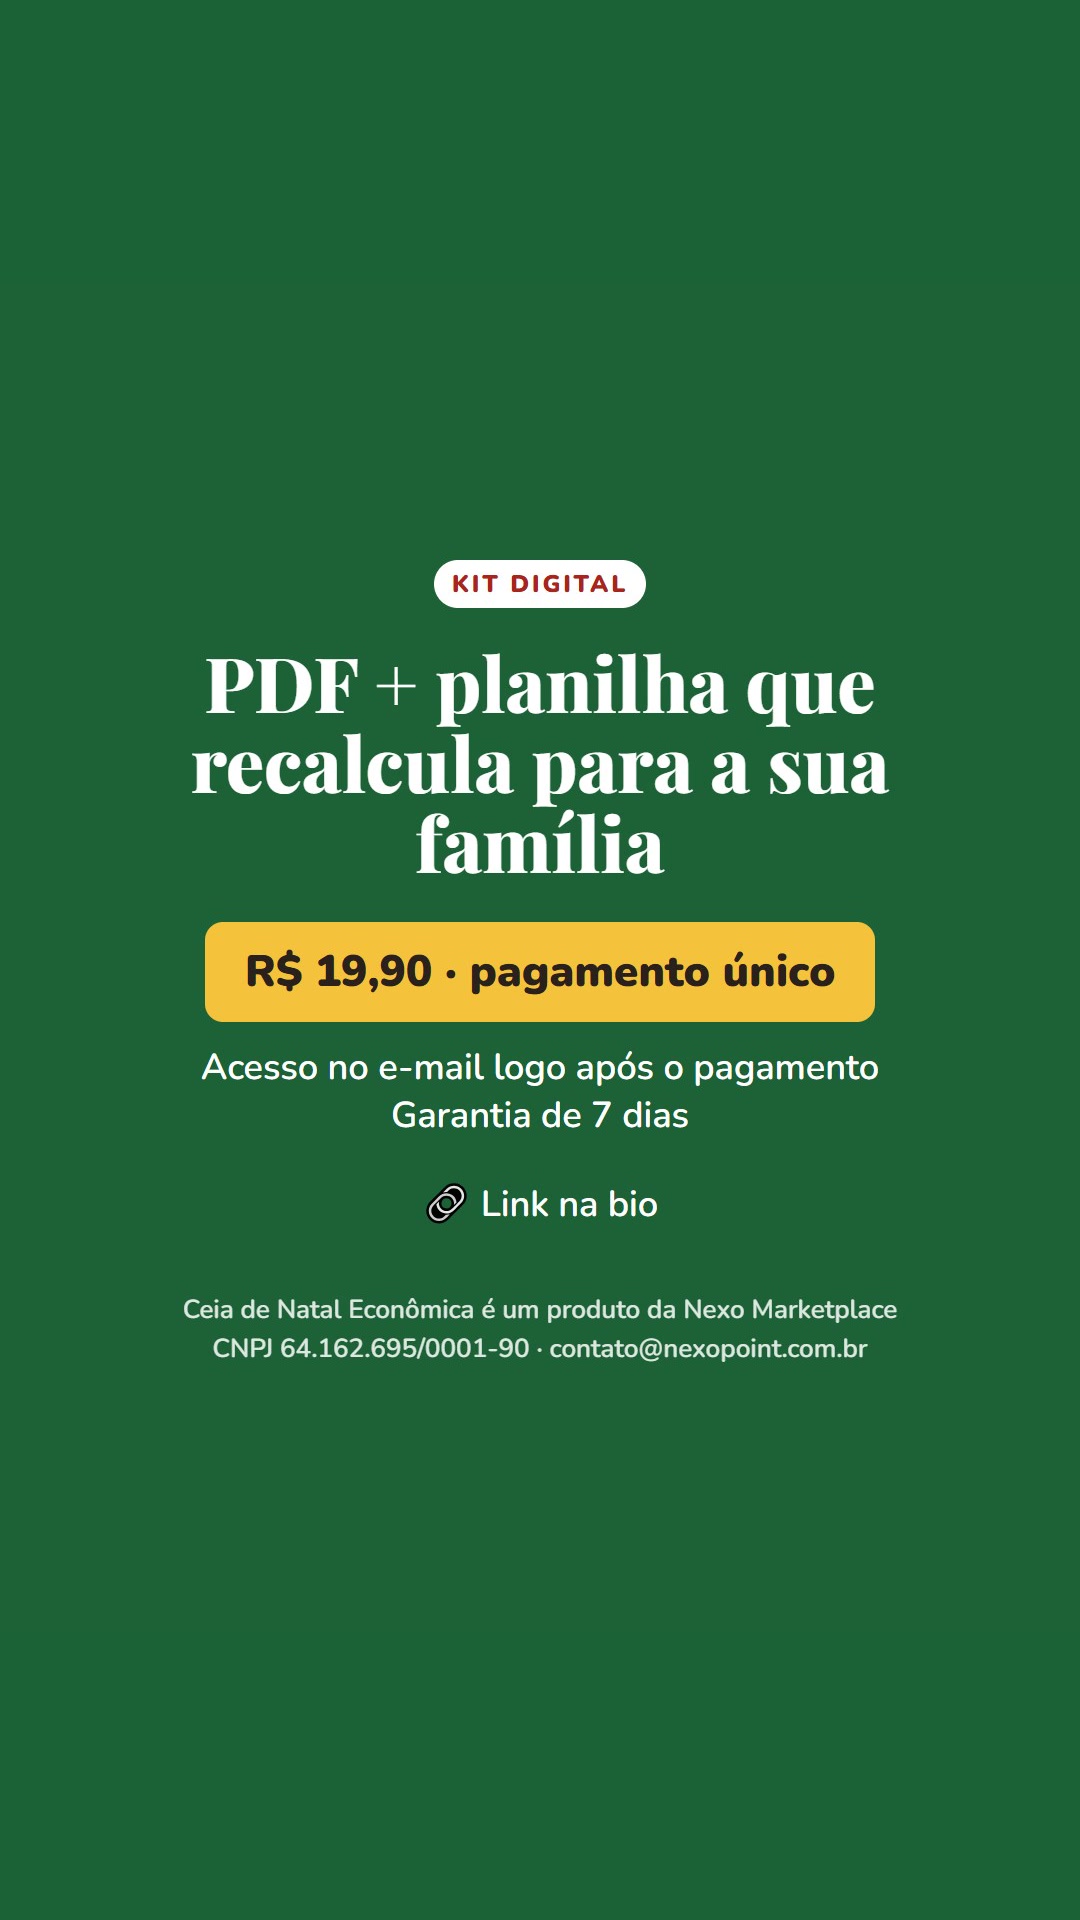 KIT DIGITAL
PDF + planilha que
recalcula para a sua
família
R$ 19,90 · pagamento único
Acesso no e-mail logo após o pagamento
Garantia de 7 dias
🔗 Link na bio
Ceia de Natal Econômica é um produto da Nexo Marketplace
CNPJ 64.162.695/0001-90 · contato@nexopoint.com.br